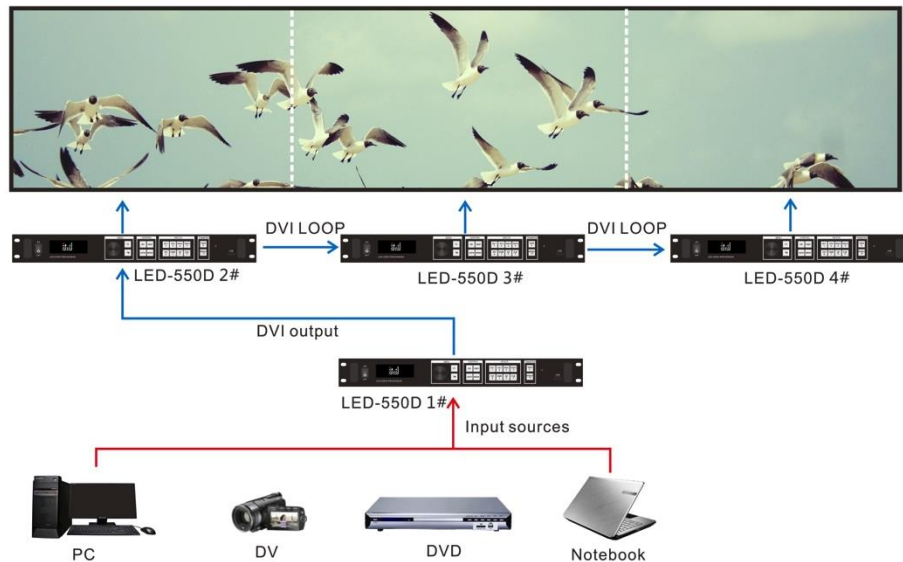 DVI LOOP
DVI LOOP
LED-550D 2#
LED-550D 3#
LED-550D 4#
DVI output
LED-550D 1#
Input sources
PC
DV
DVD
Notebook